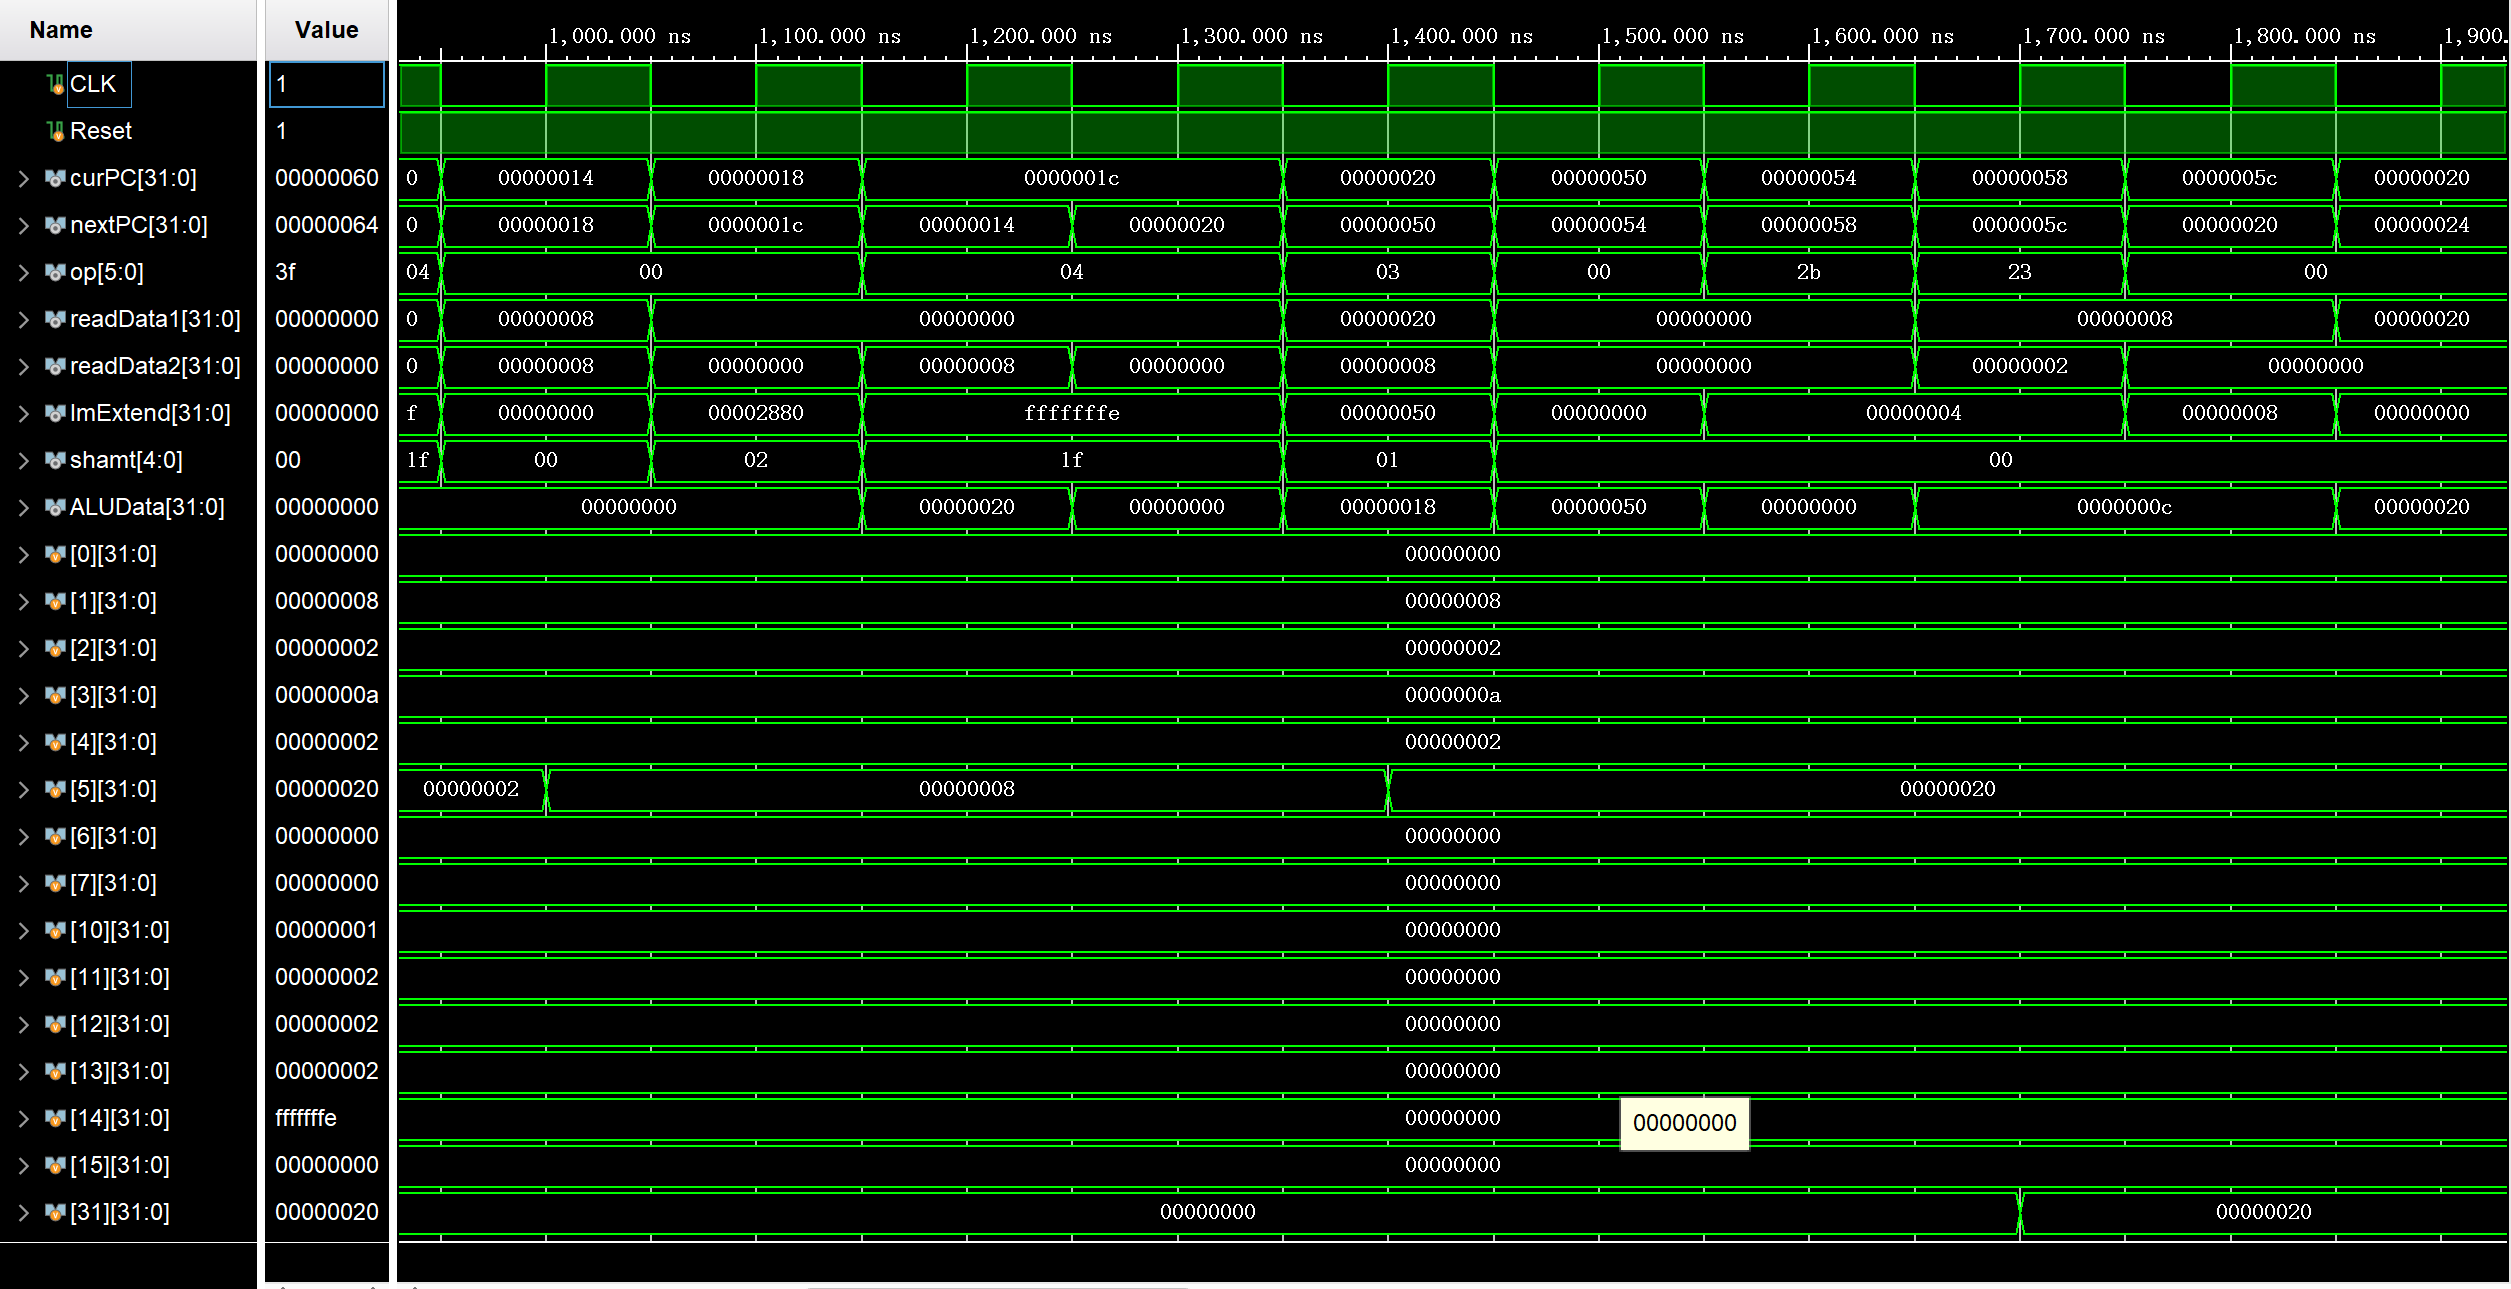 Name Value 1,000.000 ns 1,100.000 ns 1,200.000 ns 1,300.000 ns 1,400.000 ns 1,500.000 ns 1,600.000 ns 1,700.000 ns 1,800.000 ns 1,900.
CLK 1
Reset 1
curPC[31:0] 00000060 0 00000014 00000018 0000001c 00000020 00000050 00000054 00000058 0000005c 00000020
nextPC[31:0] 00000064 0 00000018 0000001c 00000014 00000020 00000050 00000054 00000058 0000005c 00000020 00000024
op[5:0] 3f 04 00 04 03 00 2b 23 00
readData1[31:0] 00000000 0 00000008 00000000 00000020 00000000 00000008 00000020
readData2[31:0] 00000000 0 00000008 00000000 00000008 00000000 00000008 00000000 00000002 00000000
ImExtend[31:0] 00000000 f 00000000 00002880 fffffffe 00000050 00000000 00000004 00000008 00000000
shamt[4:0] 00 1f 00 02 1f 01 00
ALUData[31:0] 00000000 00000000 00000020 00000000 00000018 00000050 00000000 0000000c 00000020
[0][31:0] 00000000 00000000
[1][31:0] 00000008 00000008
[2][31:0] 00000002 00000002
[3][31:0] 0000000a 0000000a
[4][31:0] 00000002 00000002
[5][31:0] 00000020 00000002 00000008 00000020
[6][31:0] 00000000 00000000
[7][31:0] 00000000 00000000
[10][31:0] 00000001 00000000
[11][31:0] 00000002 00000000
[12][31:0] 00000002 00000000
[13][31:0] 00000002 00000000
[14][31:0] fffffffe 00000000 00000000
[15][31:0] 00000000 00000000
[31][31:0] 00000020 00000000 00000020